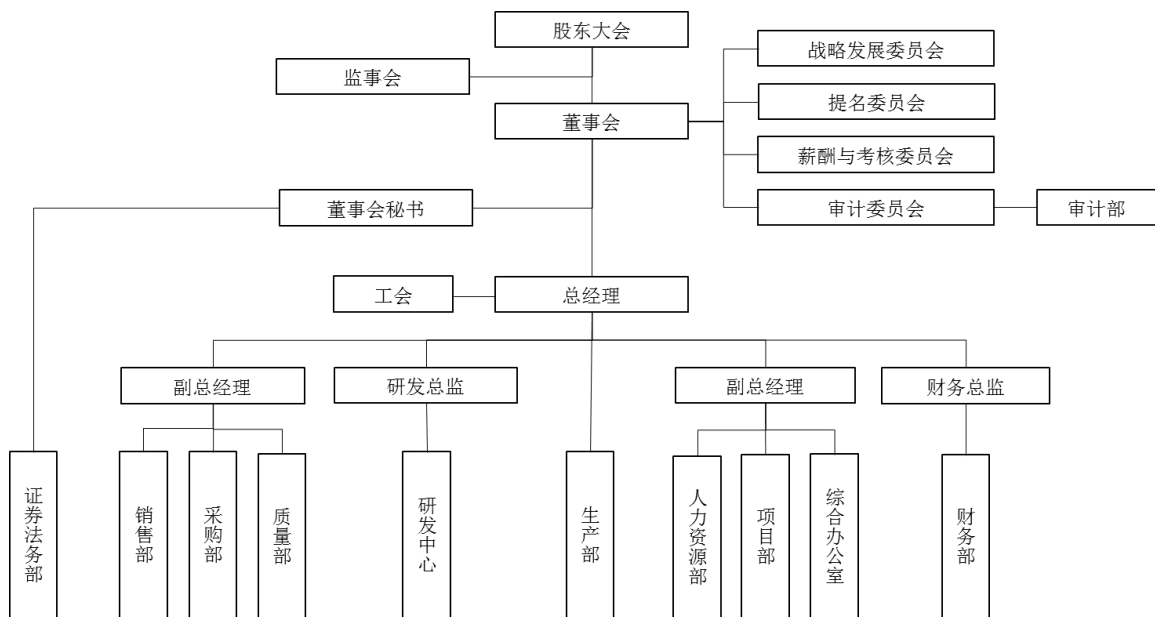 股东大会
战略发展委员会
监事会
提名委员会
董事会
薪酬与考核委员会
董事会秘书
审计委员会
审计部
工会
总经理
副总经理
研发总监
副总经理
财务总监
证券法务部
销售部
采购部
质量部
研发中心
生产部
人力资源部
项目部
综合办公室
财务部